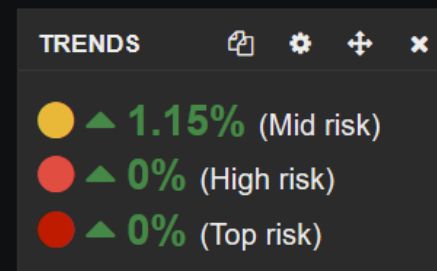 TRENDS
1.15% (Mid risk)
0% (High risk)
0% (Top risk)